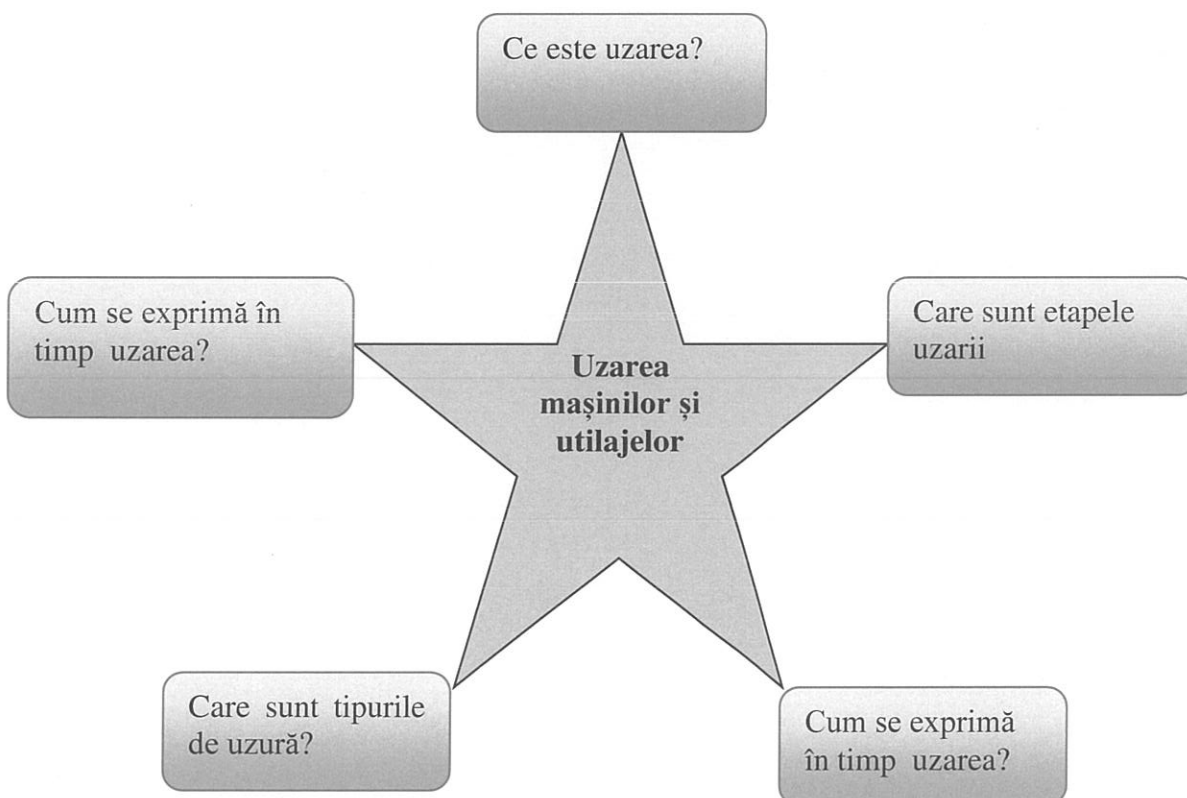 Ce este uzarea?
Cum se exprimă în
timp uzarea?
Care sunt etapele
uzarii
Uzarea
mașinilor și
utilajelor
Care sunt tipurile
de uzură?
Cum se exprimă
în timp uzarea?